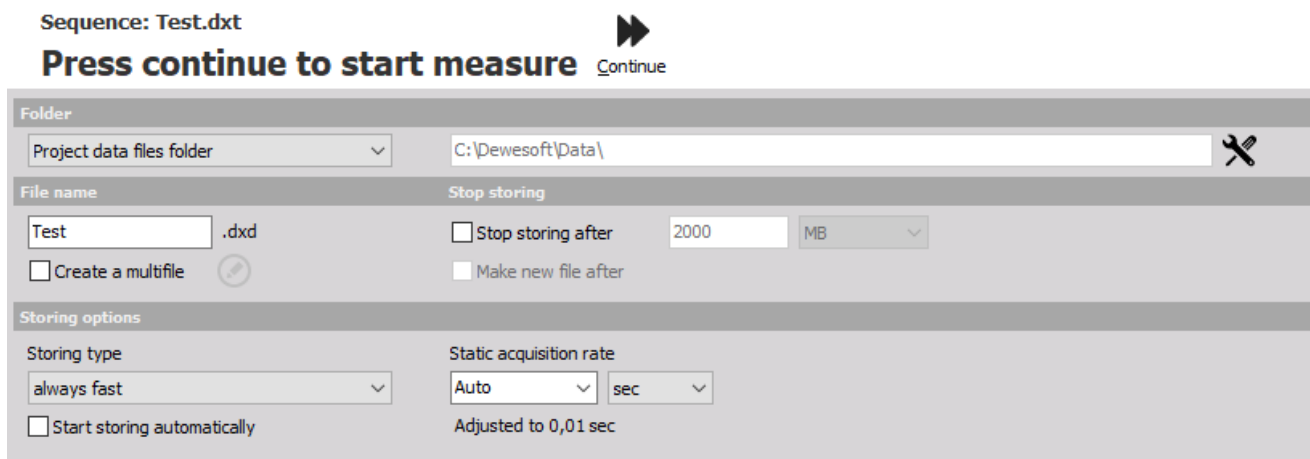 Sequence: Test.dxt
Press continue to start measure
Continue
Folder
Project data files folder
C:\Dewesoft\Data\
File name
Stop storing
Test .dxd
Stop storing after 2000 MB
Create a multifile
Make new file after
Storing options
Storing type
Static acquisition rate
always fast
Auto sec
Start storing automatically
Adjusted to 0,01 sec